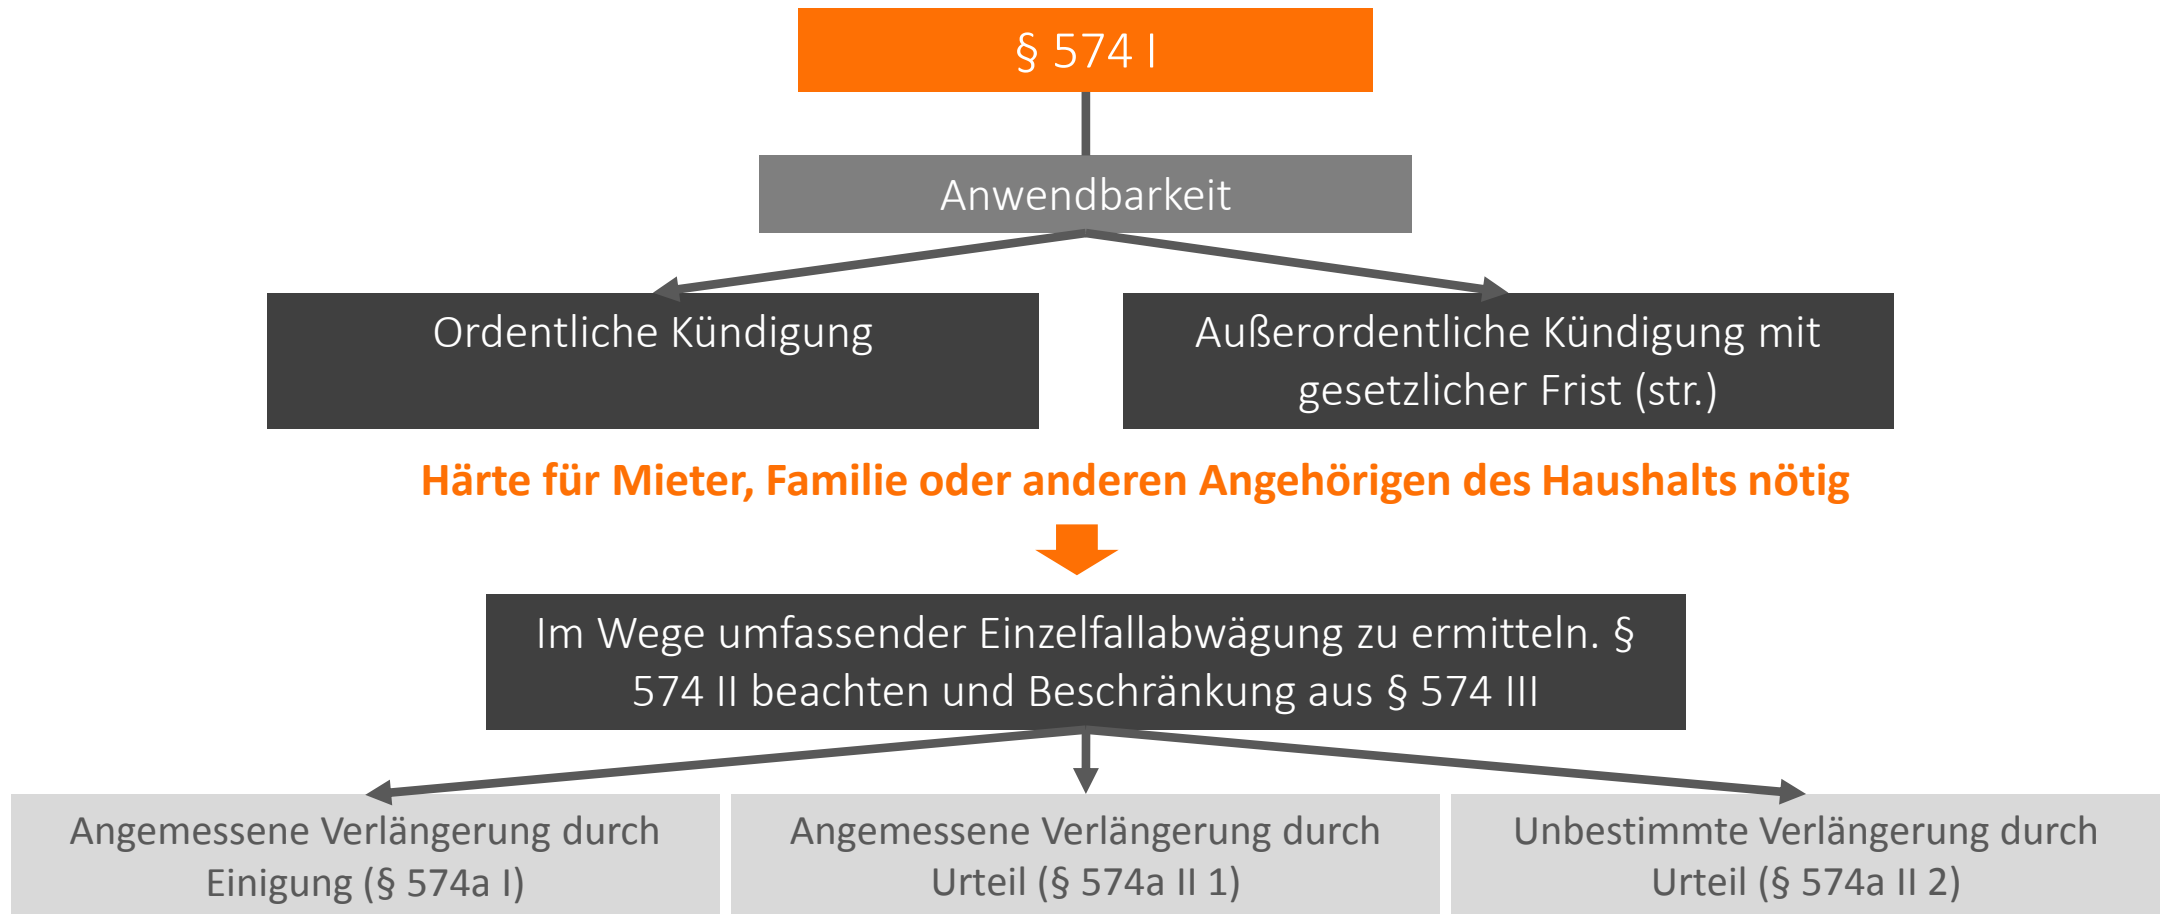 § 574 I
Anwendbarkeit
Ordentliche Kündigung
Außerordentliche Kündigung mit
gesetzlicher Frist (str.)
Härte für Mieter, Familie oder anderen Angehörigen des Haushalts nötig
Im Wege umfassender Einzelfallabwägung zu ermitteln. §
574 II beachten und Beschränkung aus § 574 III
Angemessene Verlängerung durch
Einigung (§ 574a I)
Angemessene Verlängerung durch
Urteil (§ 574a II 1)
Unbestimmte Verlängerung durch
Urteil (§ 574a II 2)